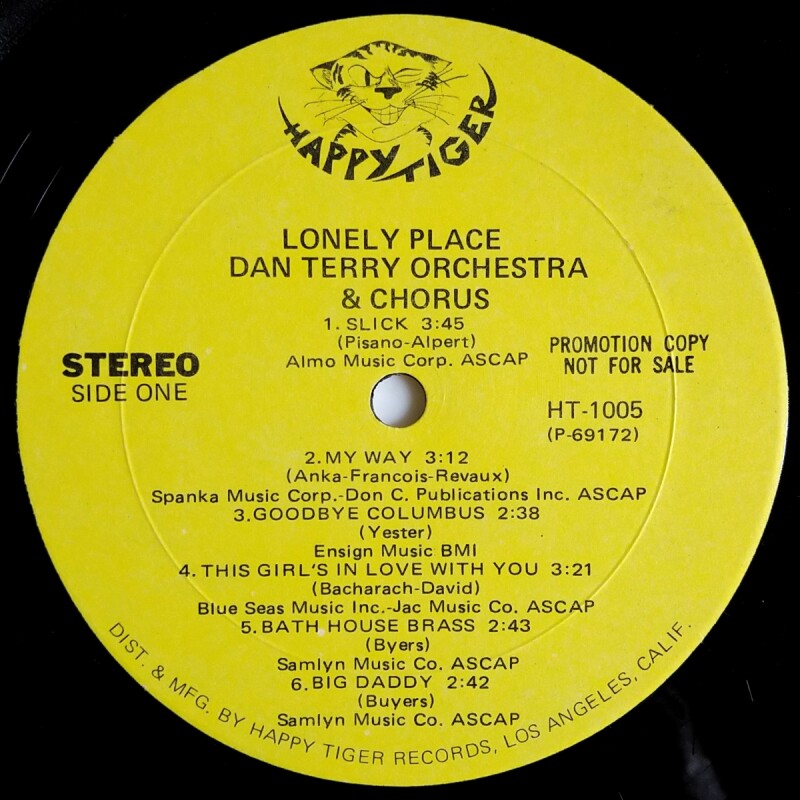 HAPPY TIGER
LONELY PLACE
DAN TERRY ORCHESTRA
& CHORUS
1. SLICK 3:45
(Pisano-Alpert)
Almo Music Corp. ASCAP
STEREO
SIDE ONE
PROMOTION COPY
NOT FOR SALE
HT-1005
(P-69172)
2.MY WAY 3:12
(Anka-Francois-Revaux)
Spanka Music Corp.-Don C. Publications Inc. ASCAP
3.GOODBYE COLUMBUS 2:38
(Yester)
Ensign Music BMI
4.THIS GIRL'S IN LOVE WITH YOU 3:21
(Bacharach-David)
Blue Seas Music Inc.-Jac Music Co. ASCAP
5.BATH HOUSE BRASS 2:43
(Byers)
Samlyn Music Co. ASCAP
6.BIG DADDY 2:42
(Buyers)
Samlyn Music Co. ASCAP
DIST. & MFG. BY HAPPY TIGER RECORDS, LOS ANGELES, CALIF.